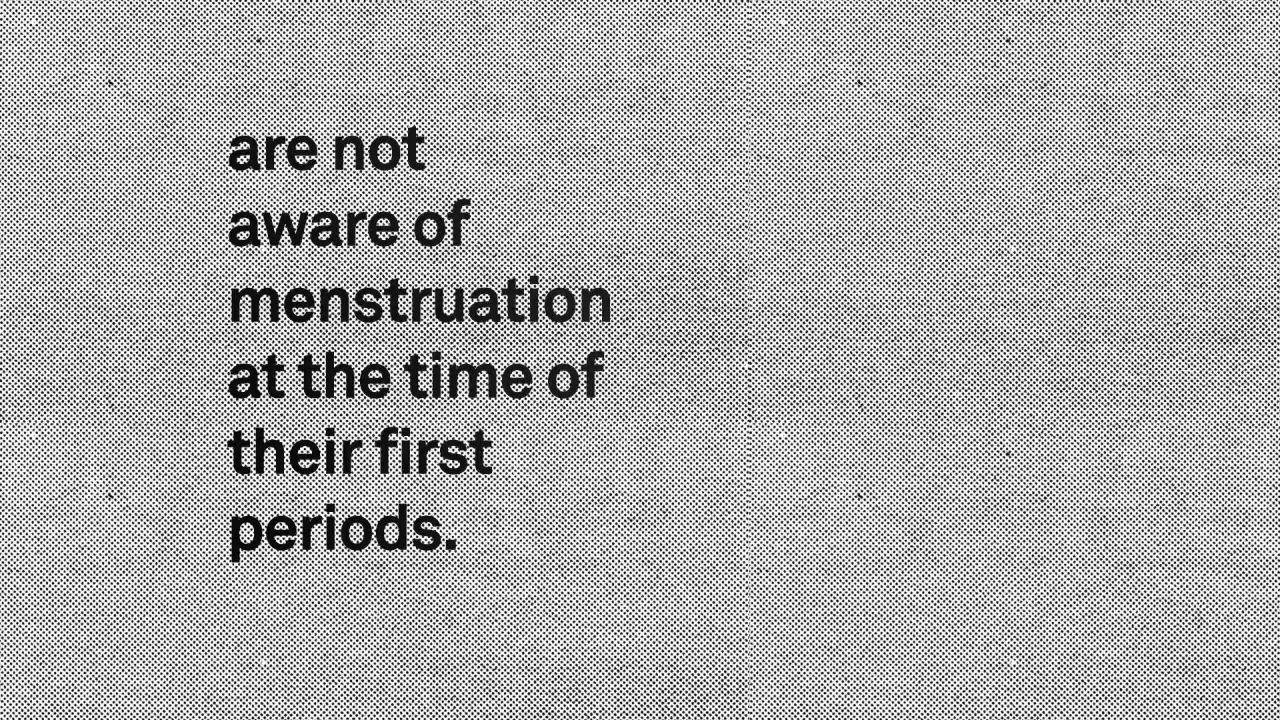 are not
aware of
menstruation
at the time of
their first
periods.